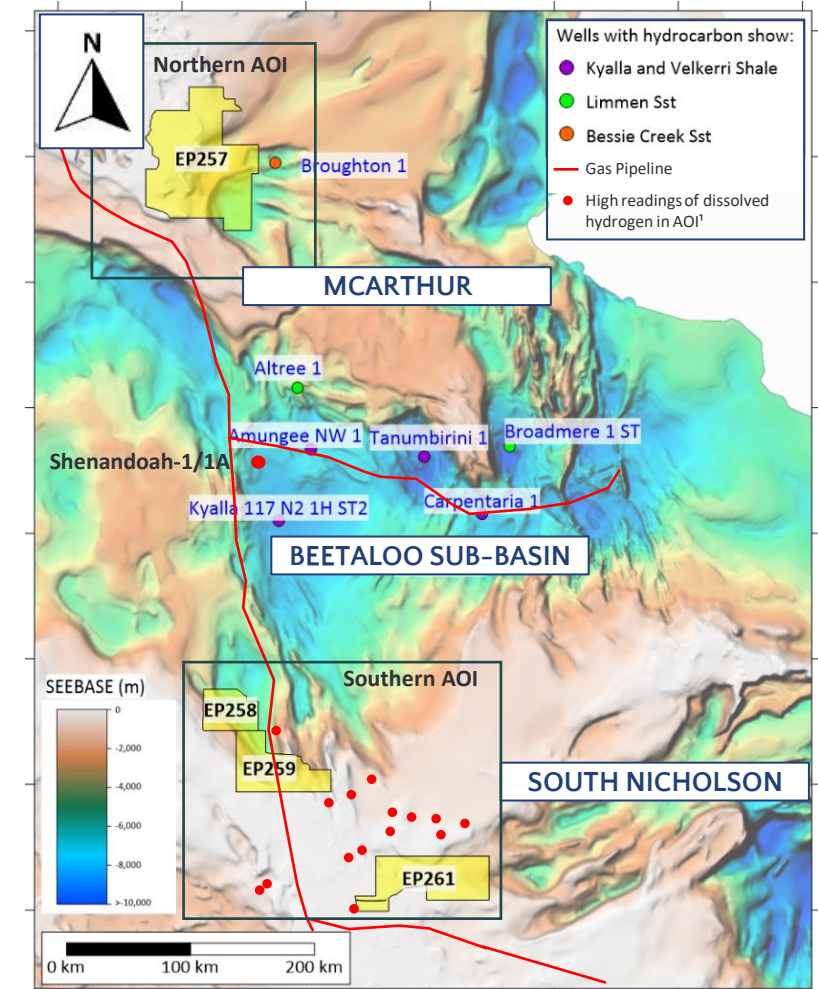 N
Northern AOI
EP257
Broughton 1
Wells with hydrocarbon show:
Kyalla and Velkerri Shale
Limmen Sst
Bessie Creek Sst
Gas Pipeline
High readings of dissolved
hydrogen in AOI¹
MCARTHUR
Altree 1
Amungee NW 1
Tanumbirini 1
Broadmere 1 ST
Shenandoah-1/1A
Kyalla 117 N2 1H ST2
Carpentaria 1
BEETALOO SUB-BASIN
Southern AOI
SEEBASE (m)
0
-2,000
-4,000
-6,000
-8,000
>-10,000
EP258
EP259
SOUTH NICHOLSON
EP261
0 km 100 km 200 km